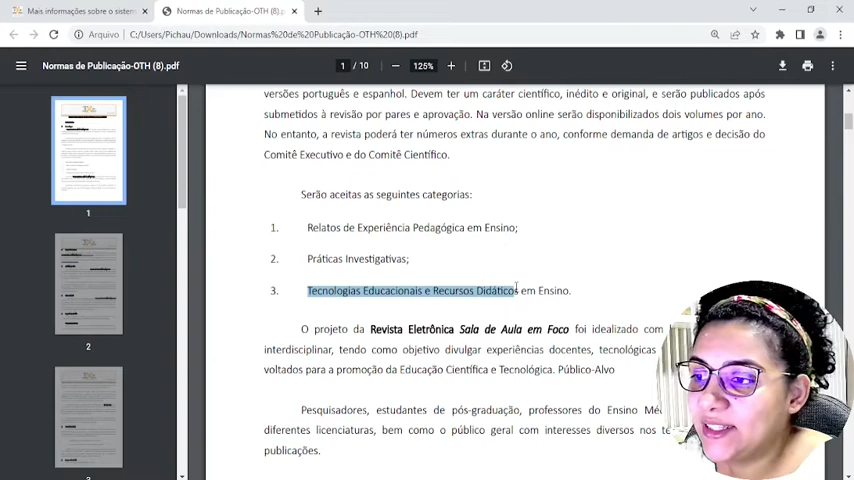 Mais informações sobre o sistem
Normas de Publicação-OTH (8).p
Arquivo
C:/Users/Pichau/Downloads/Normas%20de%20Publicação-OTH%20(8).pdf
Normas de Publicação-OTH (8).pdf
1 / 10
125%
versões português e espanhol. Devem ter um caráter científico, inédito e original, e serão publicados após
submetidos à revisão por pares e aprovação. Na versão online serão disponibilizados dois volumes por ano.
No entanto, a revista poderá ter números extras durante o ano, conforme demanda de artigos e decisão do
Comitê Executivo e do Comitê Científico.
Serão aceitas as seguintes categorias:
1. Relatos de Experiência Pedagógica em Ensino;
2. Práticas Investigativas;
3. Tecnologias Educacionais e Recursos Didáticos em Ensino.
O projeto da Revista Eletrônica Sala de Aula em Foco foi idealizado com
interdisciplinar, tendo como objetivo divulgar experiências docentes, tecnológicas
voltados para a promoção da Educação Científica e Tecnológica. Público-Alvo
Pesquisadores, estudantes de pós-graduação, professores do Ensino
diferentes licenciaturas, bem como o público geral com interesses diversos nos
publicações.
1
2